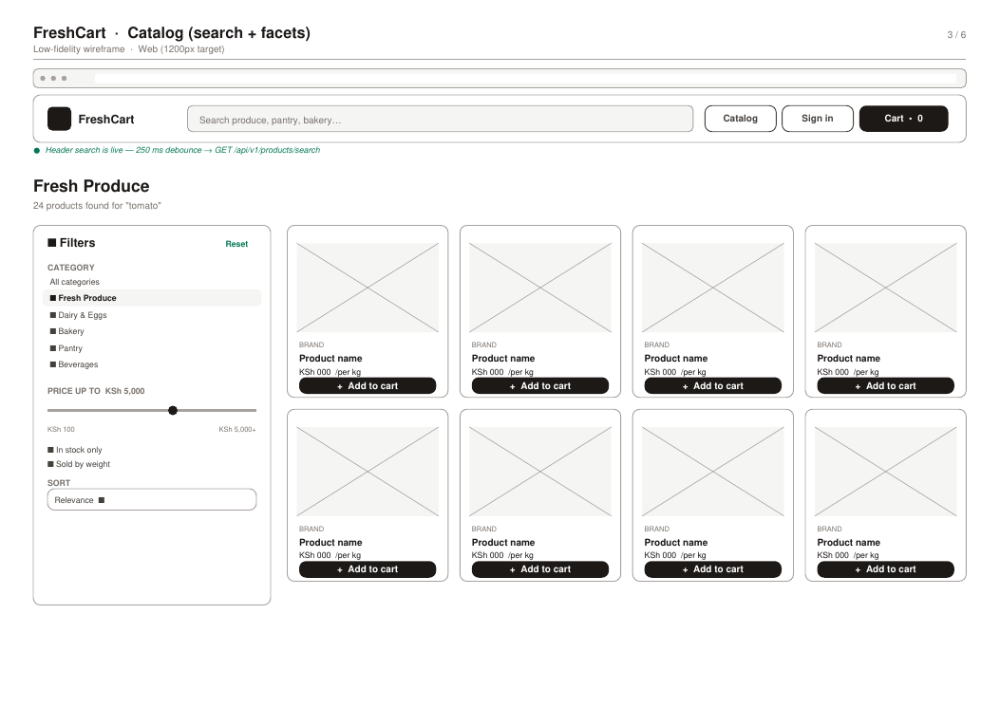 FreshCart · Catalog (search + facets)
3 / 6
Low-fidelity wireframe · Web (1200px target)
FreshCart
Search produce, pantry, bakery…
Catalog
Sign in
Cart • 0
Header search is live — 250 ms debounce → GET /api/v1/products/search
Fresh Produce
24 products found for "tomato"
Filters
Reset
CATEGORY
All categories
Fresh Produce
Dairy & Eggs
Bakery
Pantry
Beverages
PRICE UP TO KSh 5,000
KSh 100
KSh 5,000+
In stock only
Sold by weight
SORT
Relevance
BRAND
Product name
KSh 000 /per kg
+ Add to cart
BRAND
Product name
KSh 000 /per kg
+ Add to cart
BRAND
Product name
KSh 000 /per kg
+ Add to cart
BRAND
Product name
KSh 000 /per kg
+ Add to cart
BRAND
Product name
KSh 000 /per kg
+ Add to cart
BRAND
Product name
KSh 000 /per kg
+ Add to cart
BRAND
Product name
KSh 000 /per kg
+ Add to cart
BRAND
Product name
KSh 000 /per kg
+ Add to cart